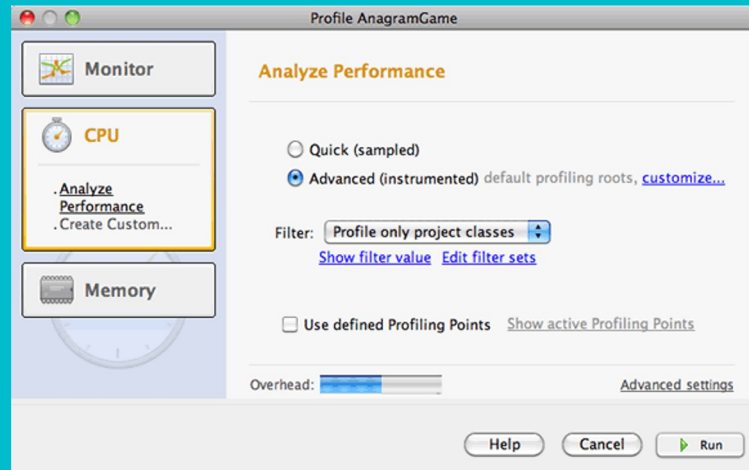 Profile AnagramGame
Monitor
CPU
. Analyze
Performance
. Create Custom...
Memory
Analyze Performance
Quick (sampled)
Advanced (instrumented) default profiling roots, customize...
Filter: Profile only project classes
Show filter value Edit filter sets
Use defined Profiling Points Show active Profiling Points
Overhead: Advanced settings
Help Cancel Run